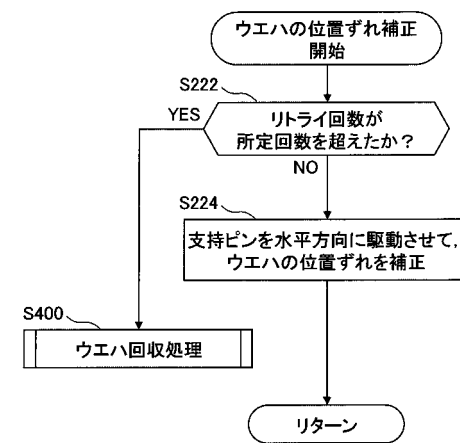 ウエハの位置ずれ補正
開始
S222
リトライ回数が
所定回数を超えたか？
YES
NO
S224
支持ピンを水平方向に駆動させて，
ウエハの位置ずれを補正
S400
ウエハ回収処理
リターン